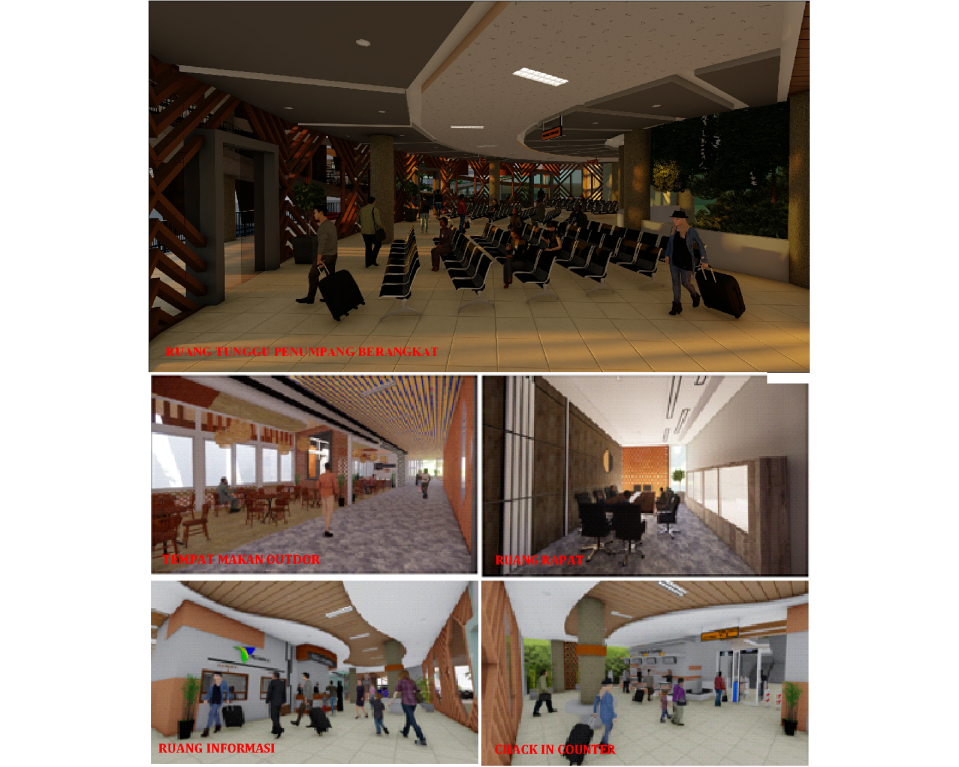 RUANG TUNGGU PENUMPANG BERANGKAT
TEMPAT MAKAN OUTDOR
RUANG RAPAT
RUANG INFORMASI
CHACK IN COUNTER